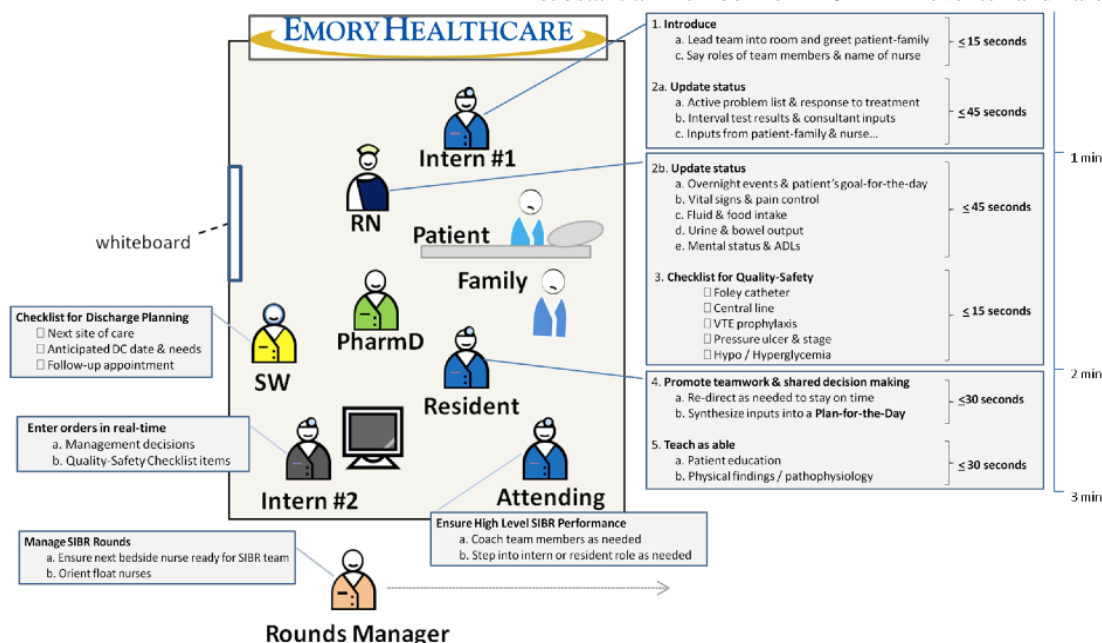 EMORY HEALTHCARE
Intern #1
RN
whiteboard
Patient
Family
PharmD
SW
Resident
Intern #2
Attending
Rounds Manager
1. Introduce
a. Lead team into room and greet patient-family
c. Say roles of team members & name of nurse
≤ 15 seconds
2a. Update status
a. Active problem list & response to treatment
b. Interval test results & consultant inputs
c. Inputs from patient-family & nurse...
≤ 45 seconds
1 min
2b. Update status
a. Overnight events & patient's goal-for-the-day
b. Vital signs & pain control
c. Fluid & food intake
d. Urine & bowel output
e. Mental status & ADLs
≤ 45 seconds
3. Checklist for Quality-Safety
□ Foley catheter
□ Central line
□ VTE prophylaxis
□ Pressure ulcer & stage
□ Hypo / Hyperglycemia
≤ 15 seconds
2 min
4. Promote teamwork & shared decision making
a. Re-direct as needed to stay on time
b. Synthesize inputs into a Plan-for-the-Day
≤30 seconds
5. Teach as able
a. Patient education
b. Physical findings / pathophysiology
≤ 30 seconds
3 min
Checklist for Discharge Planning
□ Next site of care
□ Anticipated DC date & needs
□ Follow-up appointment
Enter orders in real-time
a. Management decisions
b. Quality-Safety Checklist items
Ensure High Level SIBR Performance
a. Coach team members as needed
b. Step into intern or resident role as needed
Manage SIBR Rounds
a. Ensure next bedside nurse ready for SIBR team
b. Orient float nurses